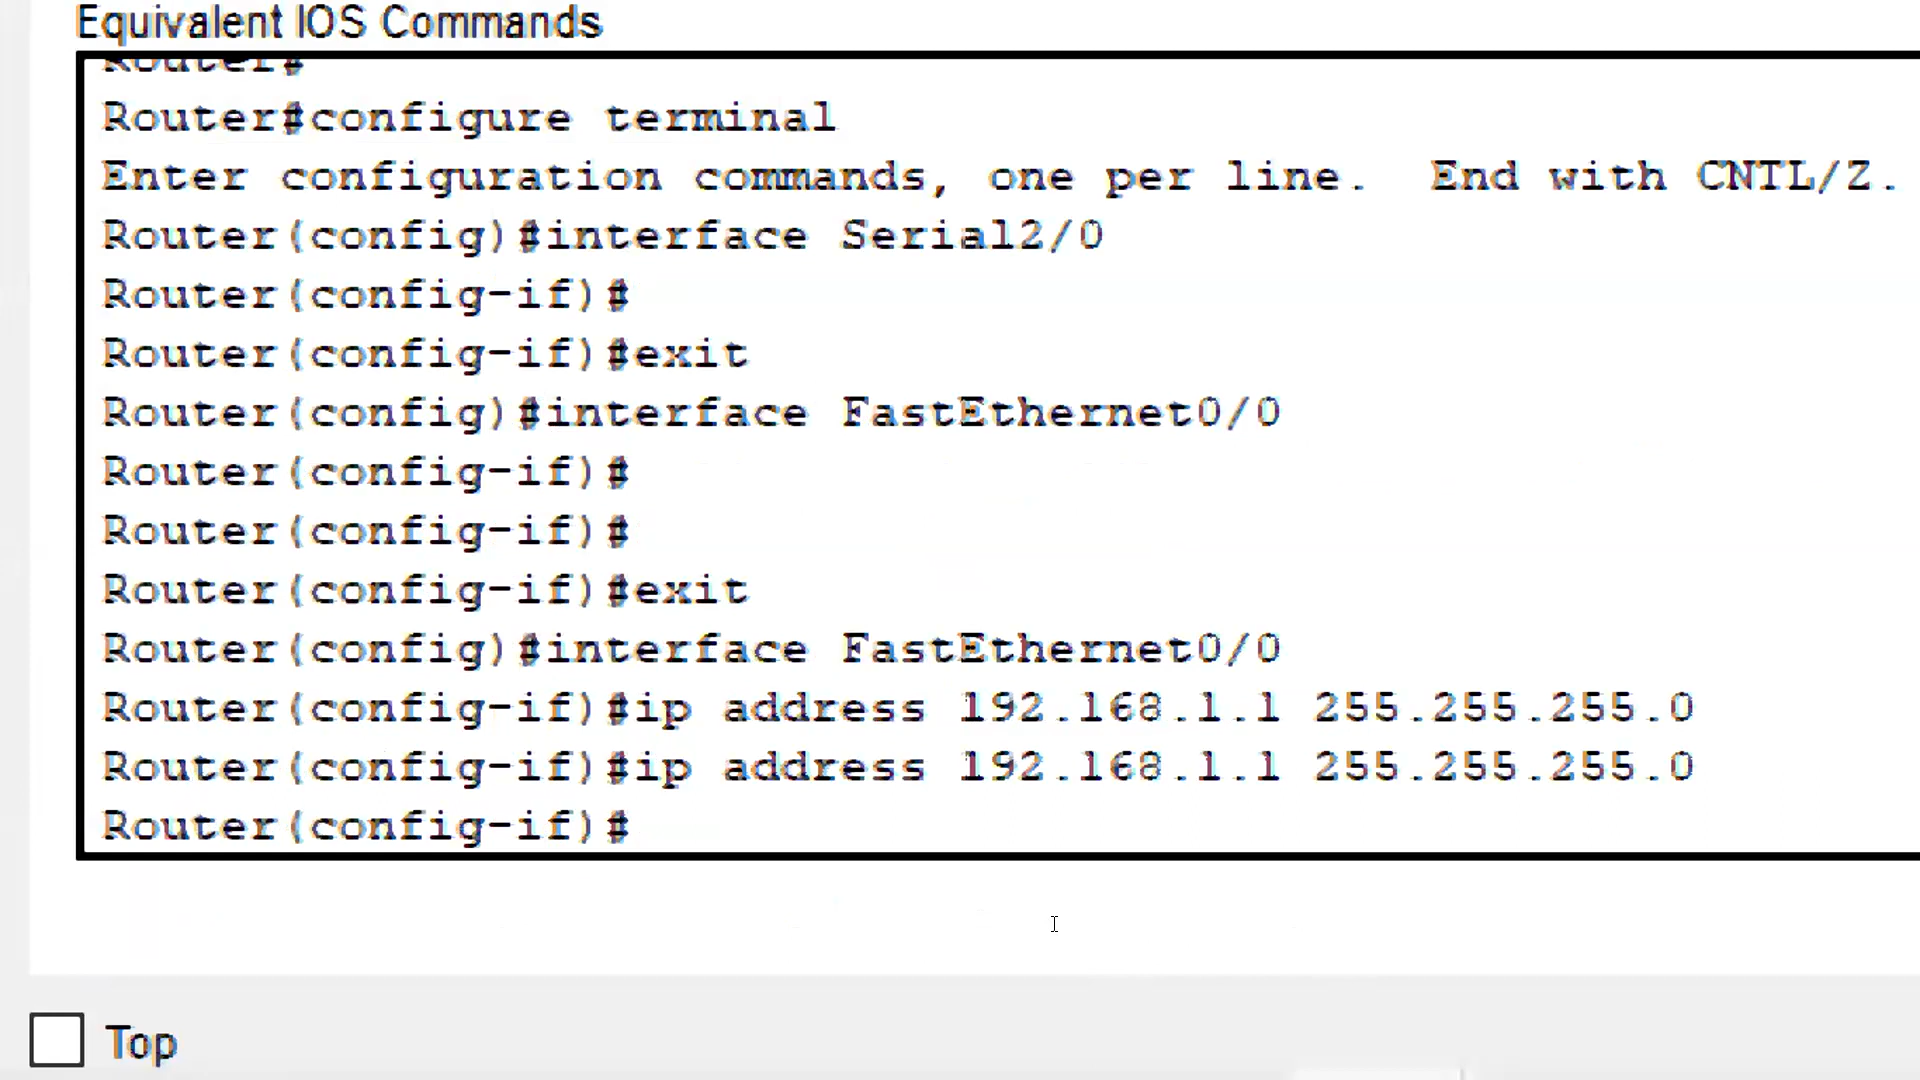 Equivalent IOS Commands
Router#
Router#configure terminal
Enter configuration commands, one per line.  End with CNTL/Z.
Router(config)#interface Serial2/0
Router(config-if)#
Router(config-if)#exit
Router(config)#interface FastEthernet0/0
Router(config-if)#
Router(config-if)#
Router(config-if)#exit
Router(config)#interface FastEthernet0/0
Router(config-if)#ip address 192.168.1.1 255.255.255.0
Router(config-if)#ip address 192.168.1.1 255.255.255.0
Router(config-if)#
Top